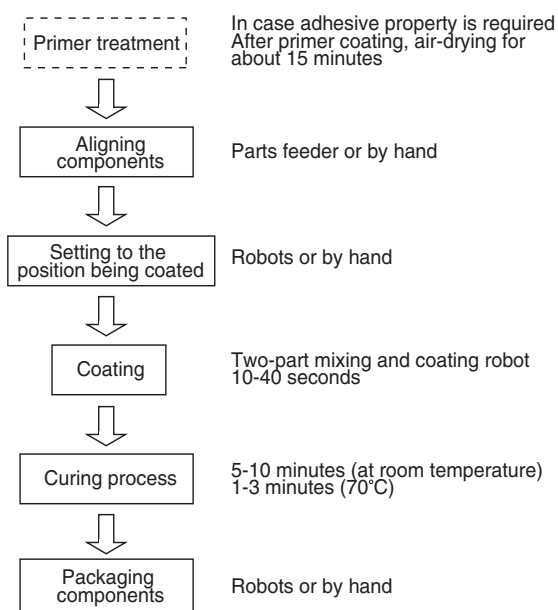 Primer treatment
In case adhesive property is required
After primer coating, air-drying for
about 15 minutes
Aligning
components
Parts feeder or by hand
Setting to the
position being coated
Robots or by hand
Coating
Two-part mixing and coating robot
10-40 seconds
Curing process
5-10 minutes (at room temperature)
1-3 minutes (70°C)
Packaging
components
Robots or by hand